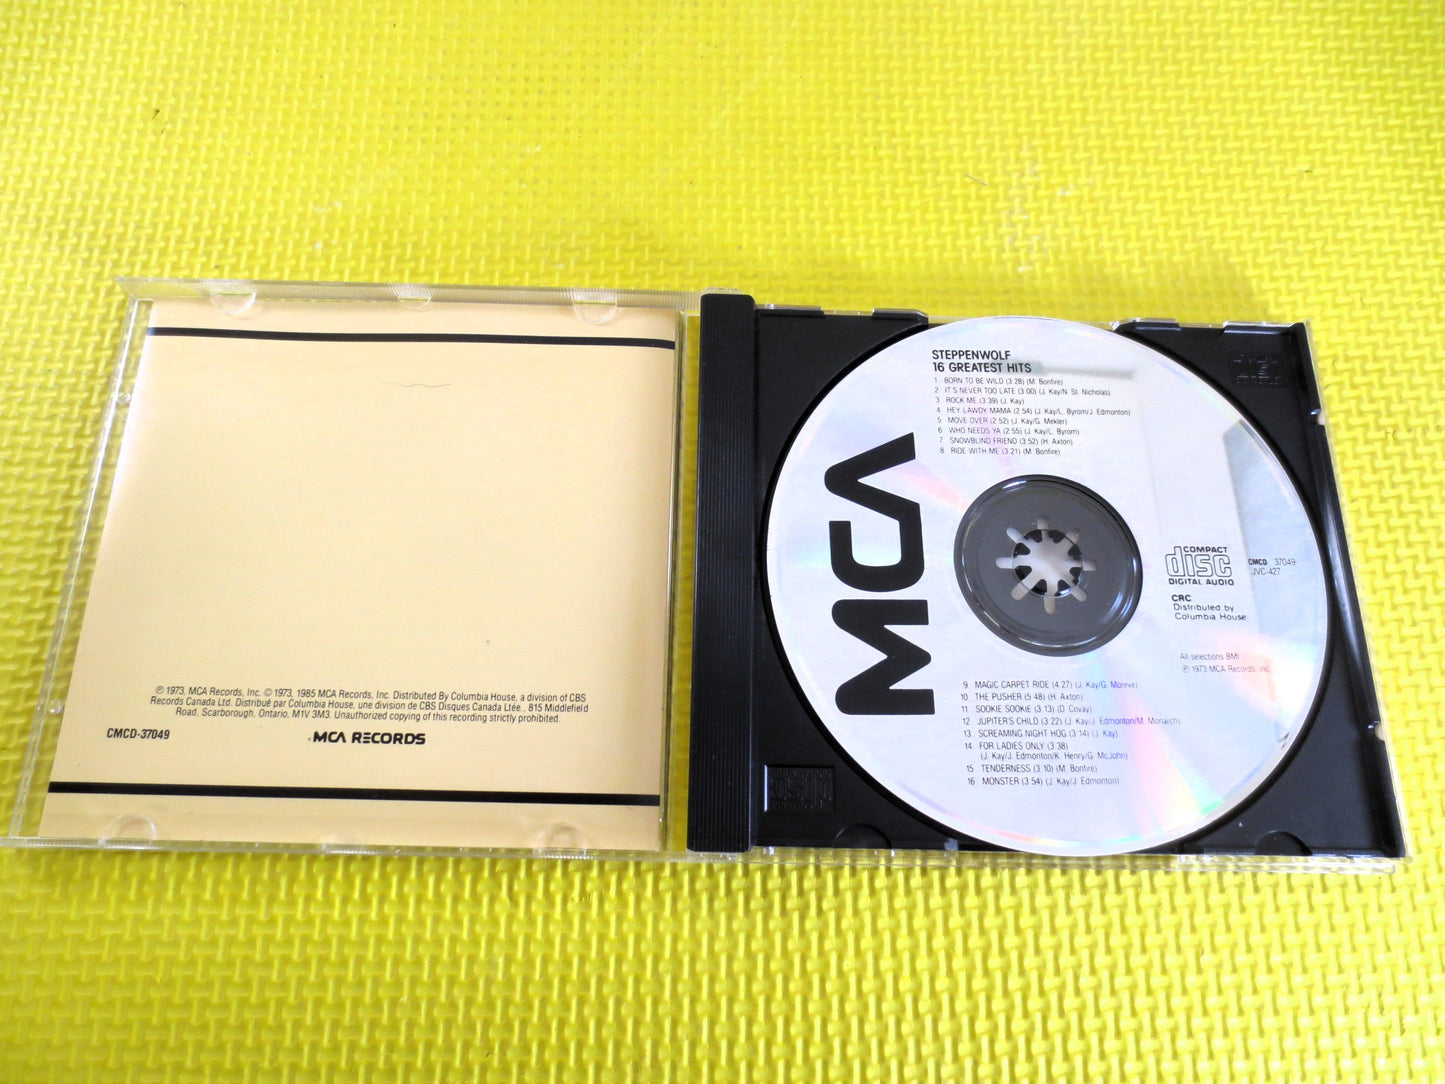 ℗ 1973, MCA Records, Inc. © 1973, 1985 MCA Records, Inc. Distributed By Columbia House, a division of CBS
Records Canada Ltd. Distribué par Columbia House, une division de CBS Disques Canada Ltée., 815 Middlefield
Road, Scarborough, Ontario, M1V 3M3. Unauthorized copying of this recording strictly prohibited.
CMCD-37049
MCA RECORDS
STEPPENWOLF
16 GREATEST HITS
1 BORN TO BE WILD (3:28) (M. Bonfire)
2 IT'S NEVER TOO LATE (3:00) (J. Kay/N. St. Nicholas)
3 ROCK ME (3:39) (J. Kay)
4 HEY LAWDY MAMA (2:54) (J. Kay/L. Byrom/J. Edmonton)
5 MOVE OVER (2:52) (J. Kay/G. Mekler)
6 WHO NEEDS YA (2:55) (J. Kay/L. Byrom)
7 SNOWBLIND FRIEND (3:52) (H. Axton)
8 RIDE WITH ME (3:21) (M. Bonfire)
MCA
COMPACT
disc
DIGITAL AUDIO
CMCD 37049
JVC-427
CRC
Distributed by
Columbia House
All selections BMI
℗ 1973 MCA Records, Inc.
9 MAGIC CARPET RIDE (4:27) (J. Kay/G. Moreve)
10 THE PUSHER (5:48) (H. Axton)
11 SOOKIE SOOKIE (3:13) (D. Covay)
12 JUPITER'S CHILD (3:22) (J. Kay/J. Edmonton/M. Monarch)
13 SCREAMING NIGHT HOG (3:14) (J. Kay)
14 FOR LADIES ONLY (3:38)
(J. Kay/J. Edmonton/K. Henry/G. McJohn)
15 TENDERNESS (3:10) (M. Bonfire)
16 MONSTER (3:54) (J. Kay/J. Edmonton)